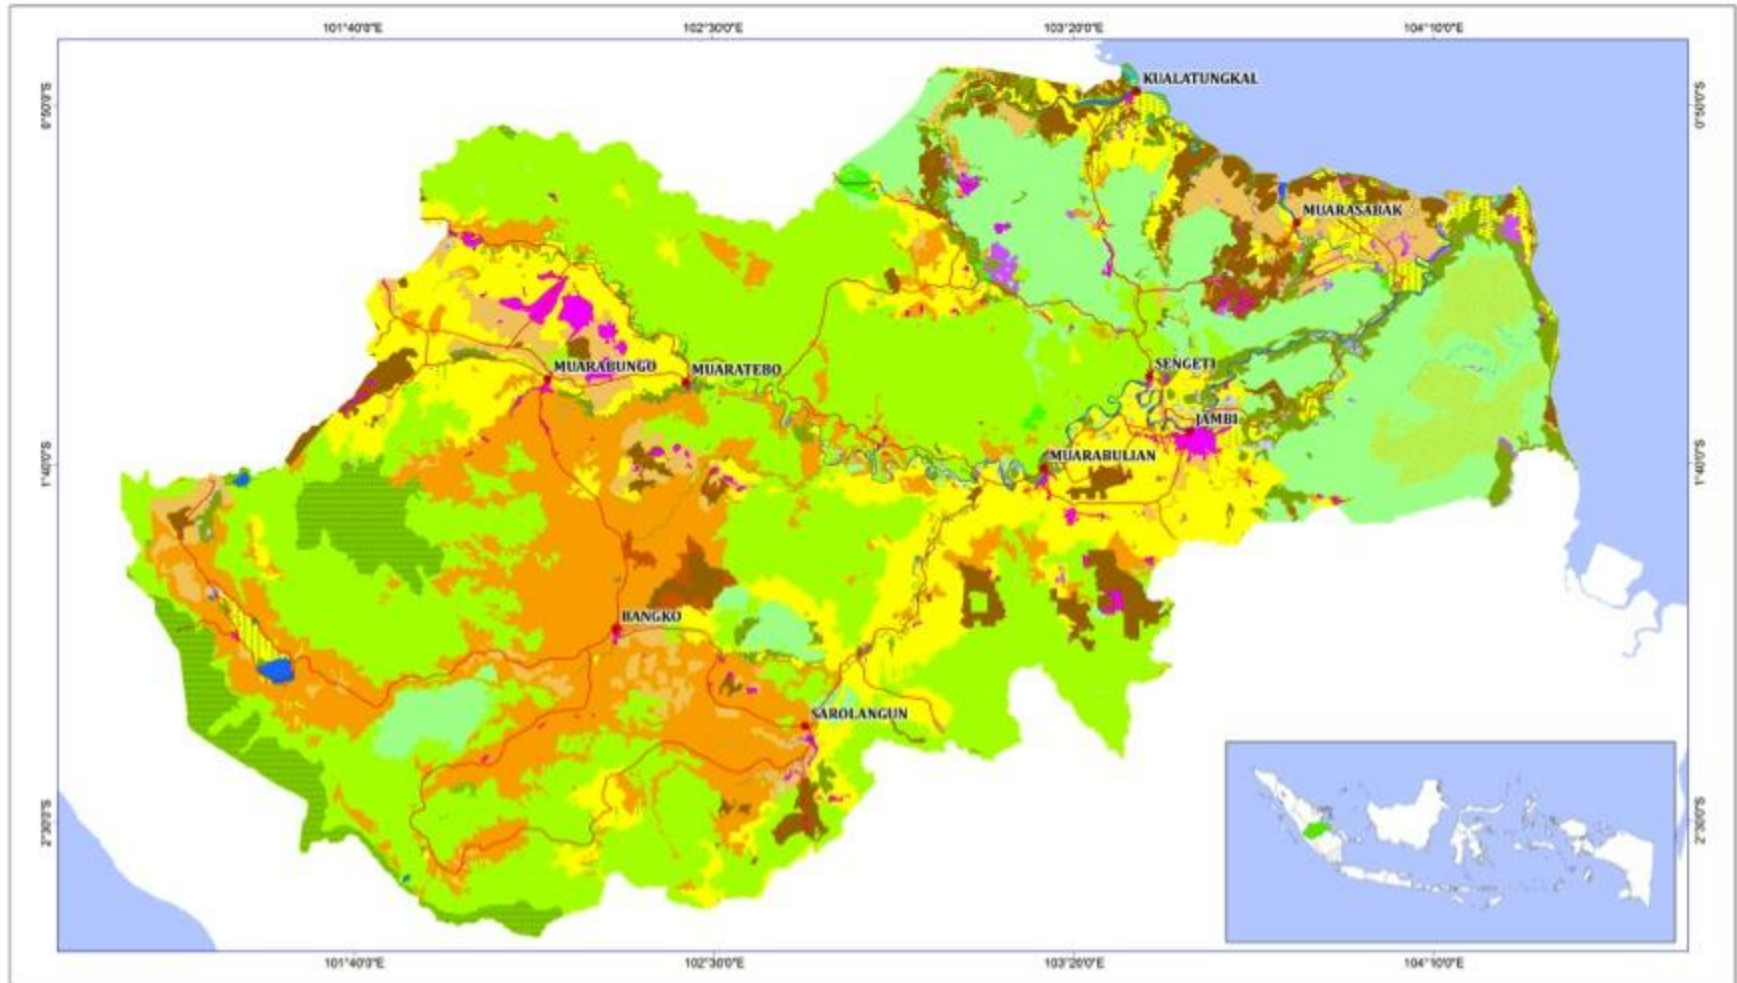 101°40'0"E 102°30'0"E 103°20'0"E 104°10'0"E
0°50'0"S 0°50'0"S
KUALATUNGKAL
MUARASABAK
MUARABUNGO
MUARATEBO
SENGETI
JAMBI
MUARABULIAN
1°40'0"S 1°40'0"S
BANGKO
SAROLANGUN
2°30'0"S 2°30'0"S
101°40'0"E 102°30'0"E 103°20'0"E 104°10'0"E